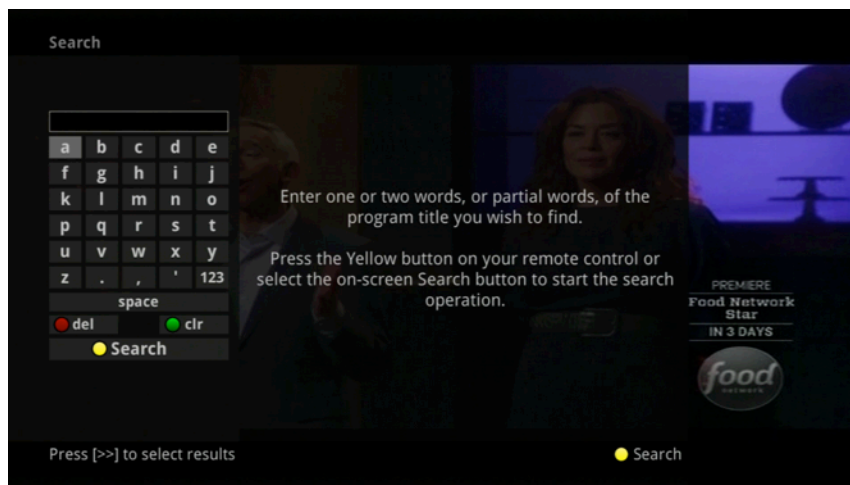 Search
a b c d e
f g h i j
k l m n o
p q r s t
u v w x y
z . , ' 123
space
del clr
Search
Enter one or two words, or partial words, of the
program title you wish to find.
Press the Yellow button on your remote control or
select the on-screen Search button to start the search
operation.
PREMIERE
Food Network
Star
IN 3 DAYS
food
network
Press [>>] to select results
Search